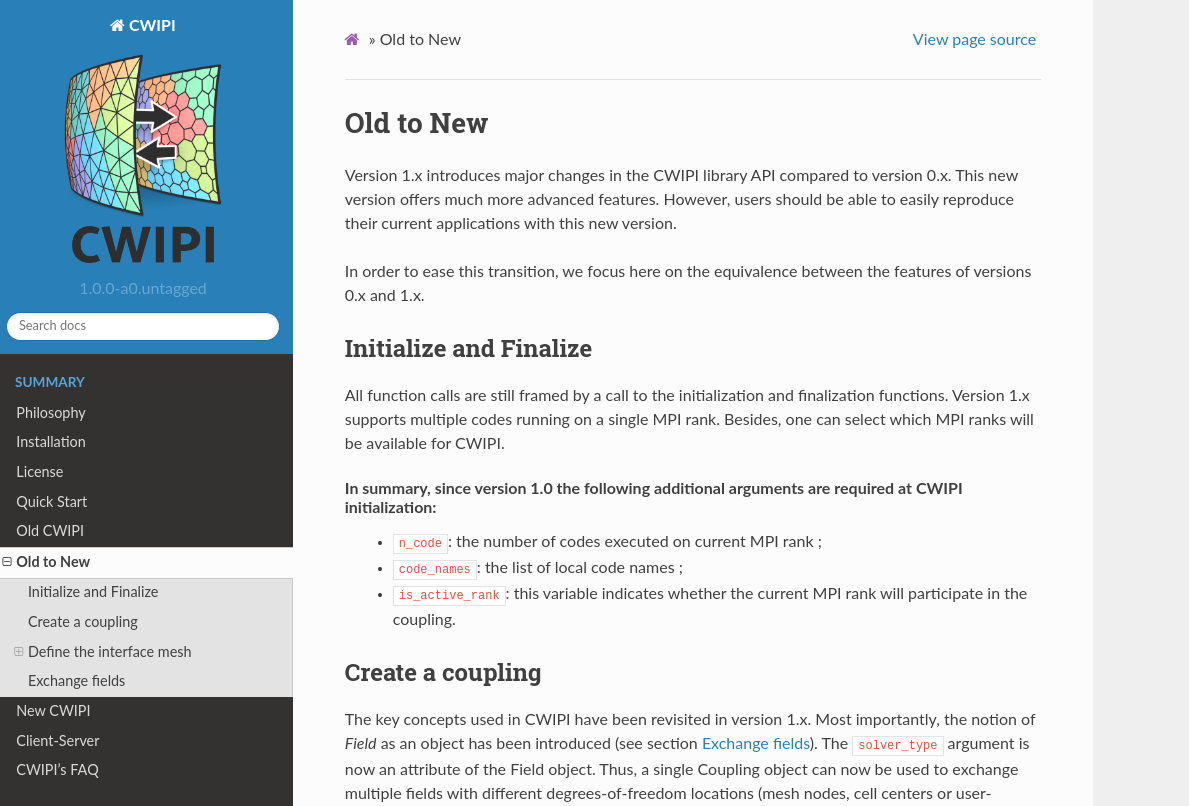 CWIPI
CWIPI
1.0.0-a0.untagged
Search docs
SUMMARY
Philosophy
Installation
License
Quick Start
Old CWIPI
Old to New
Initialize and Finalize
Create a coupling
Define the interface mesh
Exchange fields
New CWIPI
Client-Server
CWIPI’s FAQ
» Old to New
View page source
Old to New
Version 1.x introduces major changes in the CWIPI library API compared to version 0.x. This new
version offers much more advanced features. However, users should be able to easily reproduce
their current applications with this new version.
In order to ease this transition, we focus here on the equivalence between the features of versions
0.x and 1.x.
Initialize and Finalize
All function calls are still framed by a call to the initialization and finalization functions. Version 1.x
supports multiple codes running on a single MPI rank. Besides, one can select which MPI ranks will
be available for CWIPI.
In summary, since version 1.0 the following additional arguments are required at CWIPI
initialization:
• n_code: the number of codes executed on current MPI rank ;
• code_names: the list of local code names ;
• is_active_rank: this variable indicates whether the current MPI rank will participate in the
coupling.
Create a coupling
The key concepts used in CWIPI have been revisited in version 1.x. Most importantly, the notion of
Field as an object has been introduced (see section Exchange fields). The solver_type argument is
now an attribute of the Field object. Thus, a single Coupling object can now be used to exchange
multiple fields with different degrees-of-freedom locations (mesh nodes, cell centers or user-